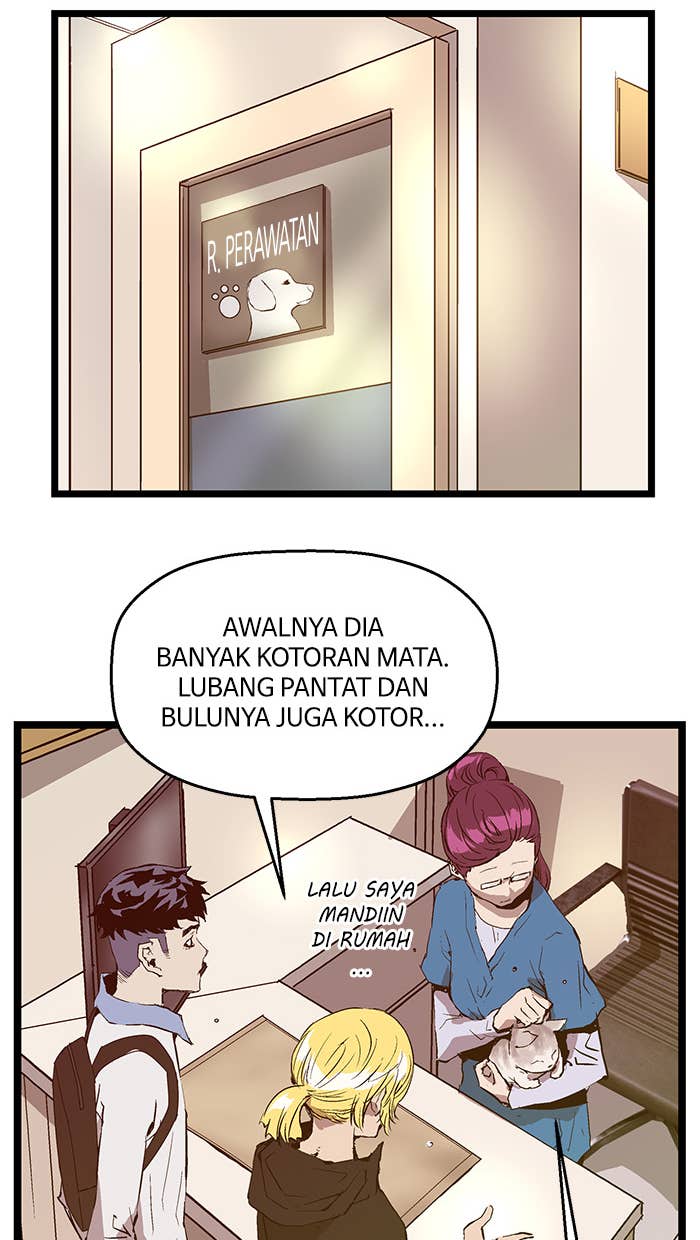 R. PERAWATAN
AWALNYA DIA
BANYAK KOTORAN MATA.
LUBANG PANTAT DAN
BULUNYA JUGA KOTOR...
LALU SAYA
MANDIIN
DI RUMAH
...